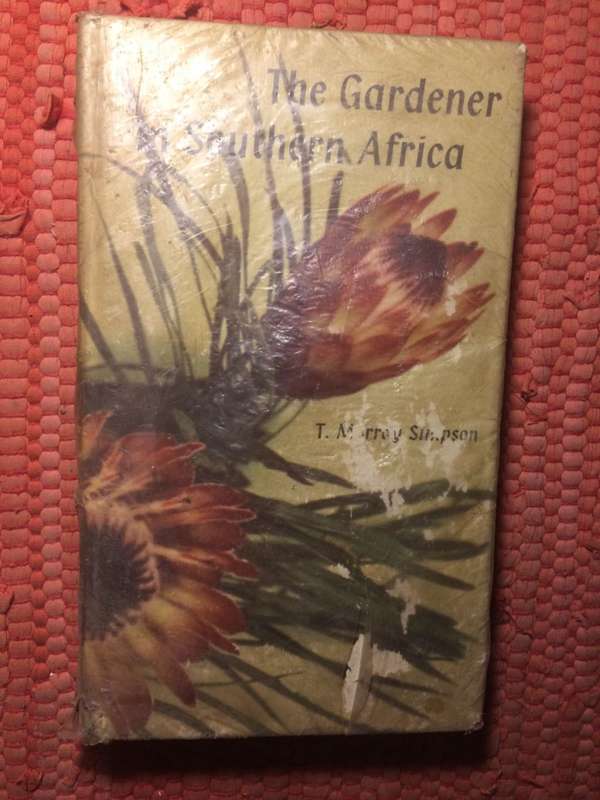 The Gardener
in Southern Africa
T. Murray Simpson